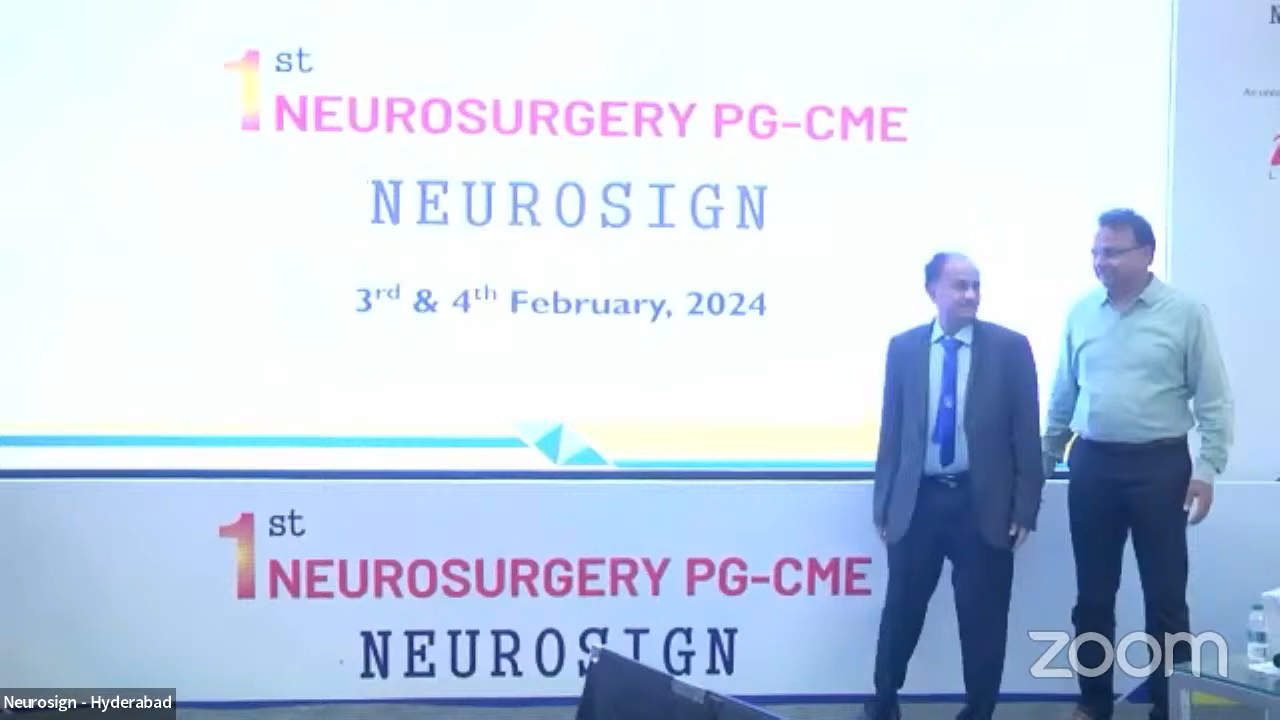 1st
NEUROSURGERY PG-CME
NEUROSIGN
3rd & 4th February, 2024
1st
NEUROSURGERY PG-CME
NEUROSIGN
zoom
Neurosign - Hyderabad